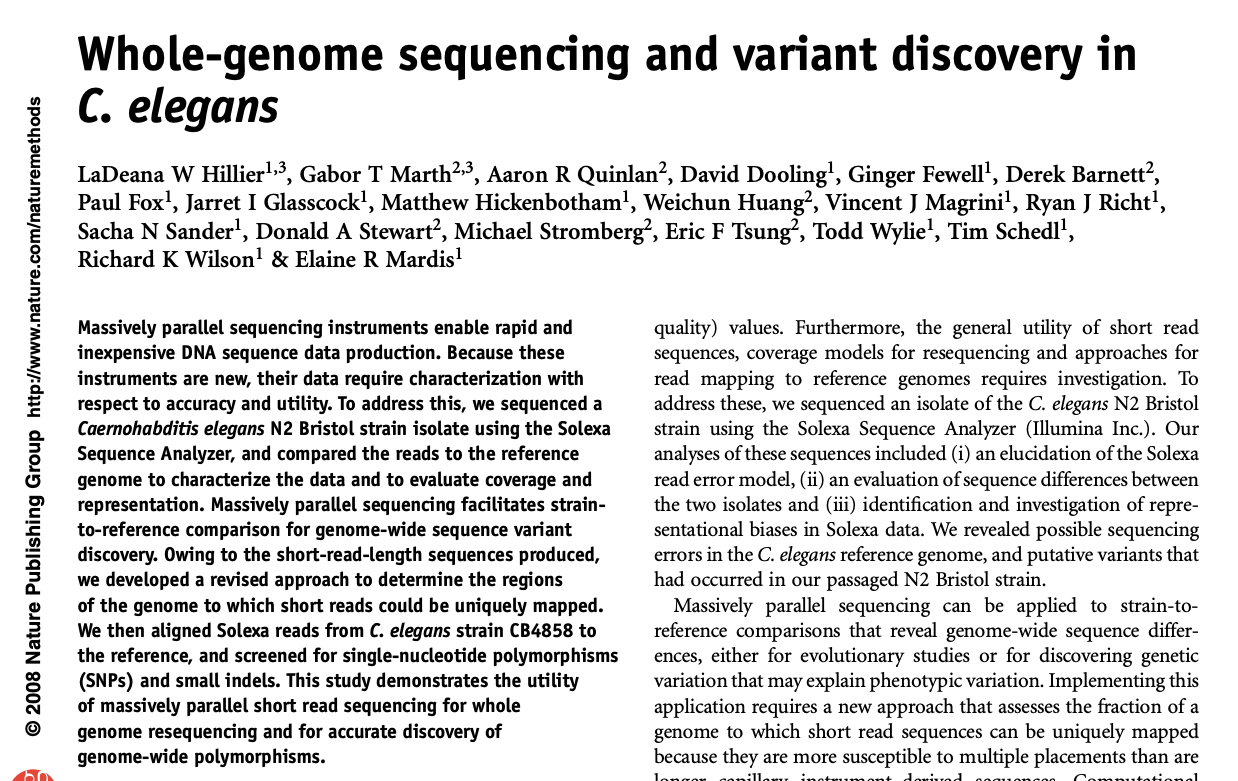 Whole-genome sequencing and variant discovery in
C. elegans
LaDeana W Hillier1,3, Gabor T Marth2,3, Aaron R Quinlan2, David Dooling1, Ginger Fewell1, Derek Barnett2,
Paul Fox1, Jarret I Glasscock1, Matthew Hickenbotham1, Weichun Huang2, Vincent J Magrini1, Ryan J Richt1,
Sacha N Sander1, Donald A Stewart2, Michael Stromberg2, Eric F Tsung2, Todd Wylie1, Tim Schedl1,
Richard K Wilson1 & Elaine R Mardis1
Massively parallel sequencing instruments enable rapid and
inexpensive DNA sequence data production. Because these
instruments are new, their data require characterization with
respect to accuracy and utility. To address this, we sequenced a
Caernohabditis elegans N2 Bristol strain isolate using the Solexa
Sequence Analyzer, and compared the reads to the reference
genome to characterize the data and to evaluate coverage and
representation. Massively parallel sequencing facilitates strain-
to-reference comparison for genome-wide sequence variant
discovery. Owing to the short-read-length sequences produced,
we developed a revised approach to determine the regions
of the genome to which short reads could be uniquely mapped.
We then aligned Solexa reads from C. elegans strain CB4858 to
the reference, and screened for single-nucleotide polymorphisms
(SNPs) and small indels. This study demonstrates the utility
of massively parallel short read sequencing for whole
genome resequencing and for accurate discovery of
genome-wide polymorphisms.
quality) values. Furthermore, the general utility of short read
sequences, coverage models for resequencing and approaches for
read mapping to reference genomes requires investigation. To
address these, we sequenced an isolate of the C. elegans N2 Bristol
strain using the Solexa Sequence Analyzer (Illumina Inc.). Our
analyses of these sequences included (i) an elucidation of the Solexa
read error model, (ii) an evaluation of sequence differences between
the two isolates and (iii) identification and investigation of repre-
sentational biases in Solexa data. We revealed possible sequencing
errors in the C. elegans reference genome, and putative variants that
had occurred in our passaged N2 Bristol strain.
Massively parallel sequencing can be applied to strain-to-
reference comparisons that reveal genome-wide sequence differ-
ences, either for evolutionary studies or for discovering genetic
variation that may explain phenotypic variation. Implementing this
application requires a new approach that assesses the fraction of a
genome to which short read sequences can be uniquely mapped
because they are more susceptible to multiple placements than are
longer capillary instrument derived sequences. Computational
© 2008 Nature Publishing Group http://www.nature.com/naturemethods